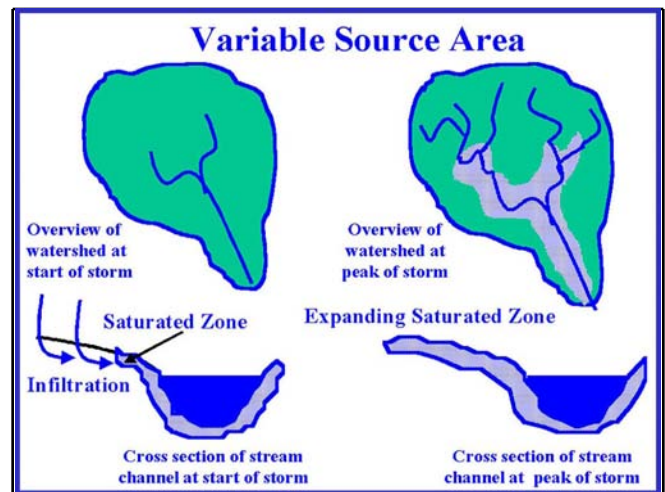 Variable Source Area
Overview of
watershed at
start of storm
Overview of
watershed at
peak of storm
Saturated Zone
Infiltration
Expanding Saturated Zone
Cross section of stream
channel at start of storm
Cross section of stream
channel at peak of storm